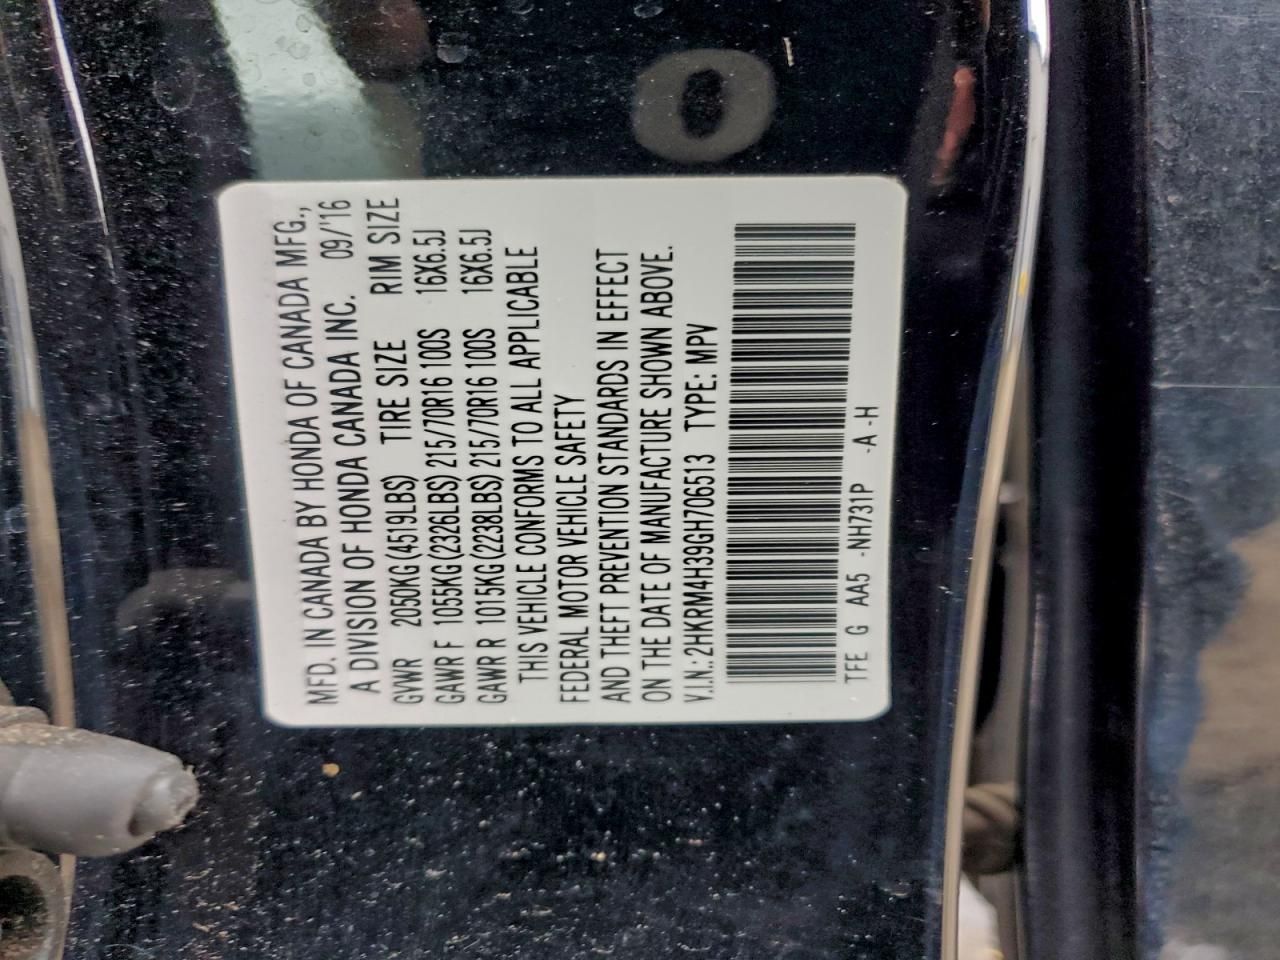 MFD. IN CANADA BY HONDA OF CANADA MFG.,
A DIVISION OF HONDA CANADA INC. 09/'16
GVWR 2050KG(4519LBS) TIRE SIZE RIM SIZE
GAWR F 1055KG(2326LBS) 215/70R16 100S 16X6.5J
GAWR R 1015KG(2238LBS) 215/70R16 100S 16X6.5J
THIS VEHICLE CONFORMS TO ALL APPLICABLE
FEDERAL MOTOR VEHICLE SAFETY
AND THEFT PREVENTION STANDARDS IN EFFECT
ON THE DATE OF MANUFACTURE SHOWN ABOVE.
V.I.N.: 2HKRM4H39GH706513 TYPE: MPV
TFE G AA5 -NH731P -A -H